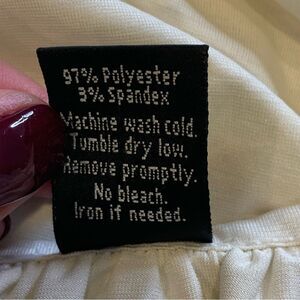 97% Polyester
3% Spandex
Machine wash cold.
Tumble dry low.
Remove promptly.
No bleach.
Iron if needed.